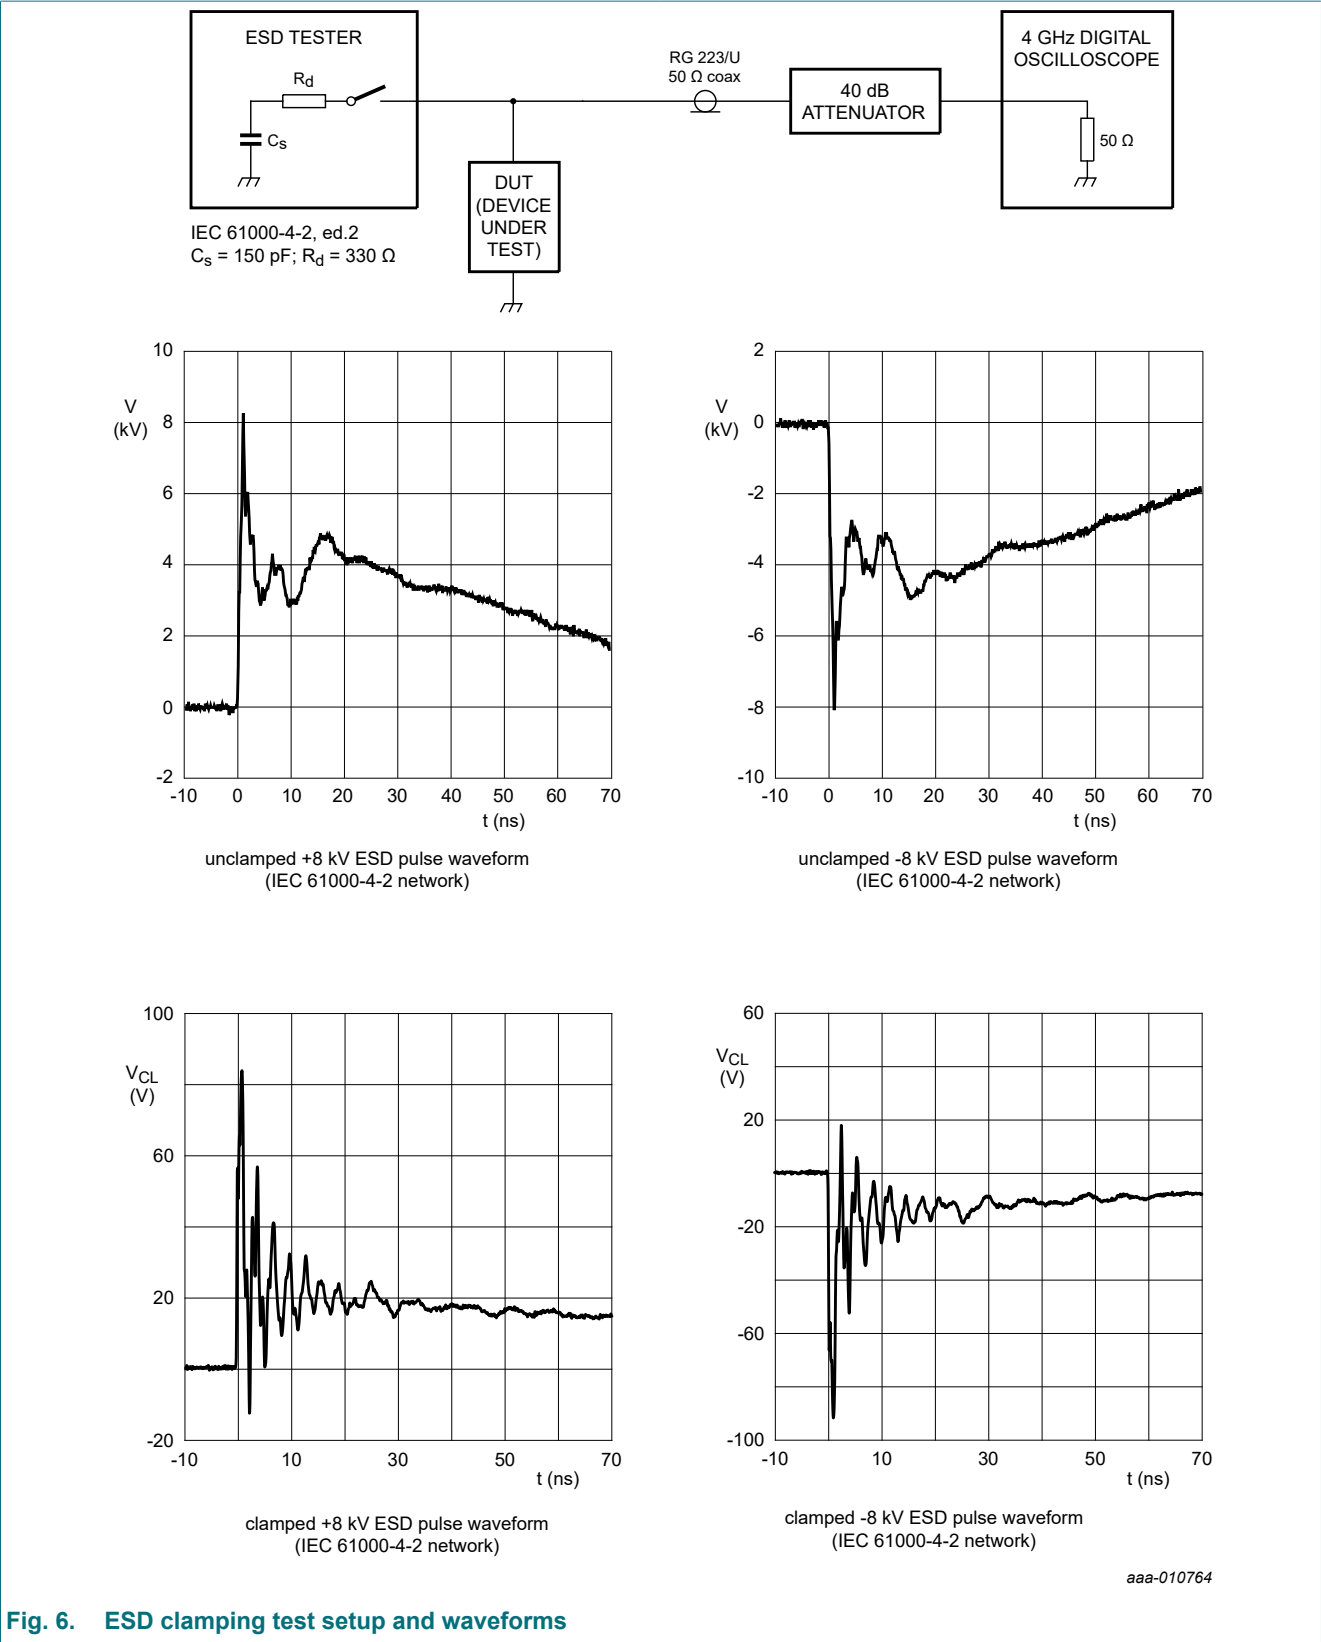 ESD TESTER
Rd
Cs
IEC 61000-4-2, ed.2
Cs = 150 pF; Rd = 330 Ω
DUT
(DEVICE
UNDER
TEST)
RG 223/U
50 Ω coax
40 dB
ATTENUATOR
4 GHz DIGITAL
OSCILLOSCOPE
50 Ω
V
(kV)
10
8
6
4
2
0
-2
-10 0 10 20 30 40 50 60 70
t (ns)
unclamped +8 kV ESD pulse waveform
(IEC 61000-4-2 network)
V
(kV)
2
0
-2
-4
-6
-8
-10
-10 0 10 20 30 40 50 60 70
t (ns)
unclamped -8 kV ESD pulse waveform
(IEC 61000-4-2 network)
VCL
(V)
100
60
20
-20
-10 10 30 50 70
t (ns)
clamped +8 kV ESD pulse waveform
(IEC 61000-4-2 network)
VCL
(V)
60
20
-20
-60
-100
-10 10 30 50 70
t (ns)
clamped -8 kV ESD pulse waveform
(IEC 61000-4-2 network)
aaa-010764
Fig. 6. ESD clamping test setup and waveforms